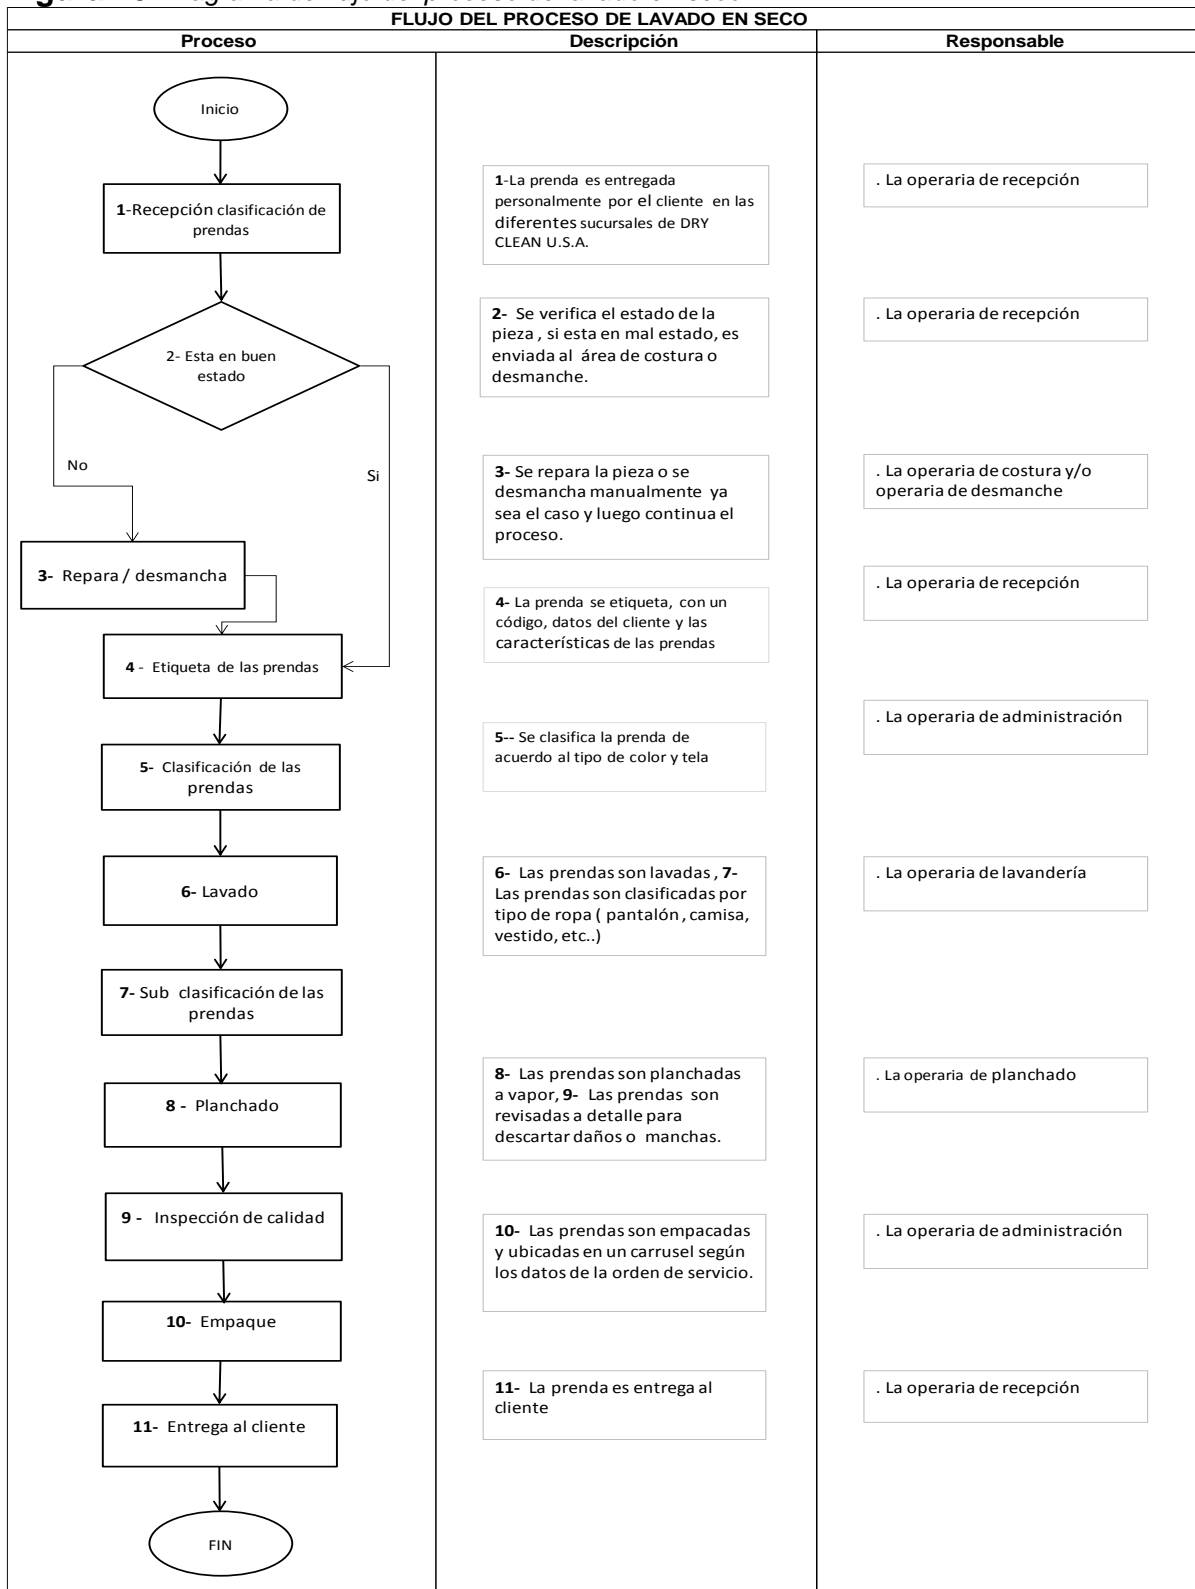 FLUJO DEL PROCESO DE LAVADO EN SECO
Proceso
Descripción
Responsable
Inicio
1-Recepción clasificación de
prendas
1-La prenda es entregada
personalmente por el cliente en las
diferentes sucursales de DRY
CLEAN U.S.A.
. La operaria de recepción
2- Esta en buen
estado
2- Se verifica el estado de la
pieza , si esta en mal estado, es
enviada al área de costura o
desmanche.
. La operaria de recepción
No
Si
3- Repara / desmancha
3- Se repara la pieza o se
desmancha manualmente ya
sea el caso y luego continua el
proceso.
. La operaria de costura y/o
operaria de desmanche
4 - Etiqueta de las prendas
4- La prenda se etiqueta, con un
código, datos del cliente y las
características de las prendas
. La operaria de recepción
5- Clasificación de las
prendas
5-- Se clasifica la prenda de
acuerdo al tipo de color y tela
. La operaria de administración
6- Lavado
6- Las prendas son lavadas , 7-
Las prendas son clasificadas por
tipo de ropa ( pantalón , camisa,
vestido, etc..)
. La operaria de lavandería
7- Sub clasificación de las
prendas
8 - Planchado
8- Las prendas son planchadas
a vapor, 9- Las prendas son
revisadas a detalle para
descartar daños o manchas.
. La operaria de planchado
9 - Inspección de calidad
10- Las prendas son empacadas
y ubicadas en un carrusel según
los datos de la orden de servicio.
. La operaria de administración
10- Empaque
11- Entrega al cliente
11- La prenda es entrega al
cliente
. La operaria de recepción
FIN